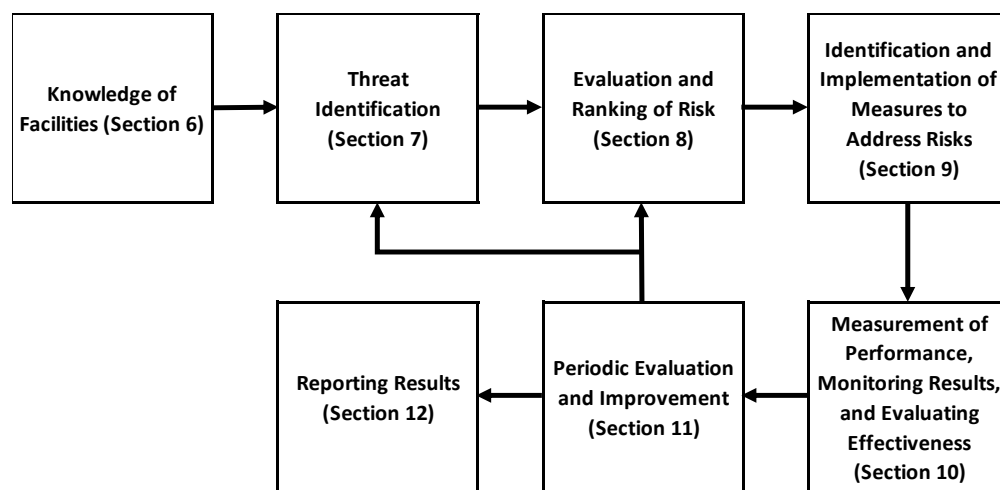 Knowledge of
Facilities (Section 6)
Threat
Identification
(Section 7)
Evaluation and
Ranking of Risk
(Section 8)
Identification and
Implementation of
Measures to
Address Risks
(Section 9)
Reporting Results
(Section 12)
Periodic Evaluation
and Improvement
(Section 11)
Measurement of
Performance,
Monitoring Results,
and Evaluating
Effectiveness
(Section 10)